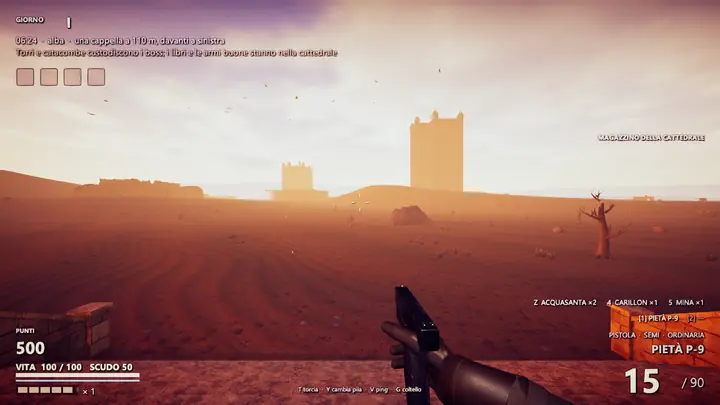 GIORNO I
06:24 · alba · una cappella a 110 m, davanti a sinistra
Torri e catacombe custodiscono i boss; i libri e le armi buone stanno nella cattedrale
MAGAZZINO DELLA CATTEDRALE
Z ACQUASANTA ×2 4 CARILLON ×1 5 MINA ×1
[1] PIETÀ P-9 [2] —
PISTOLA · SEMI · ORDINARIA
PIETÀ P-9
15 / 90
PUNTI
500
VITA 100 / 100 SCUDO 50
× 1
T torcia · Y cambia pila · V ping · G coltello